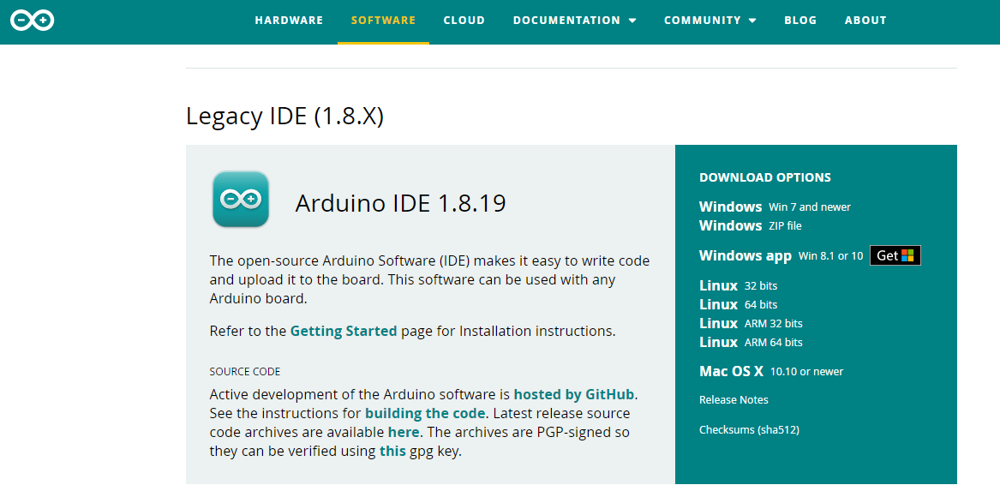 HARDWARE SOFTWARE CLOUD DOCUMENTATION COMMUNITY BLOG ABOUT
Legacy IDE (1.8.X)
Arduino IDE 1.8.19
The open-source Arduino Software (IDE) makes it easy to write code
and upload it to the board. This software can be used with any
Arduino board.
Refer to the Getting Started page for Installation instructions.
SOURCE CODE
Active development of the Arduino software is hosted by GitHub.
See the instructions for building the code. Latest release source
code archives are available here. The archives are PGP-signed so
they can be verified using this gpg key.
DOWNLOAD OPTIONS
Windows Win 7 and newer
Windows ZIP file
Windows app Win 8.1 or 10 Get
Linux 32 bits
Linux 64 bits
Linux ARM 32 bits
Linux ARM 64 bits
Mac OS X 10.10 or newer
Release Notes
Checksums (sha512)